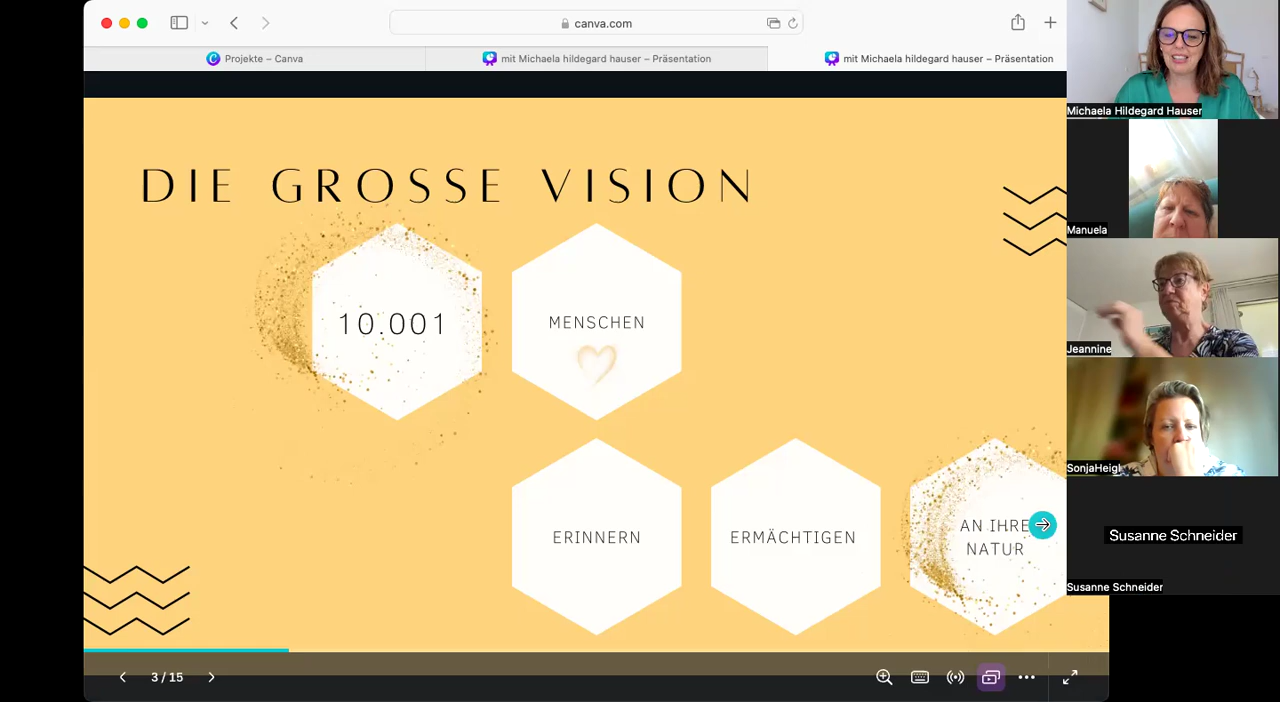 canva.com
Projekte – Canva
mit Michaela hildegard hauser – Präsentation
mit Michaela hildegard hauser – Präsentation
DIE GROSSE VISION
10.001
MENSCHEN
ERINNERN
ERMÄCHTIGEN
AN IHRE
NATUR
3 / 15
Michaela Hildegard Hauser
Manuela
Jeannine
SonjaHeigl
Susanne Schneider
Susanne Schneider